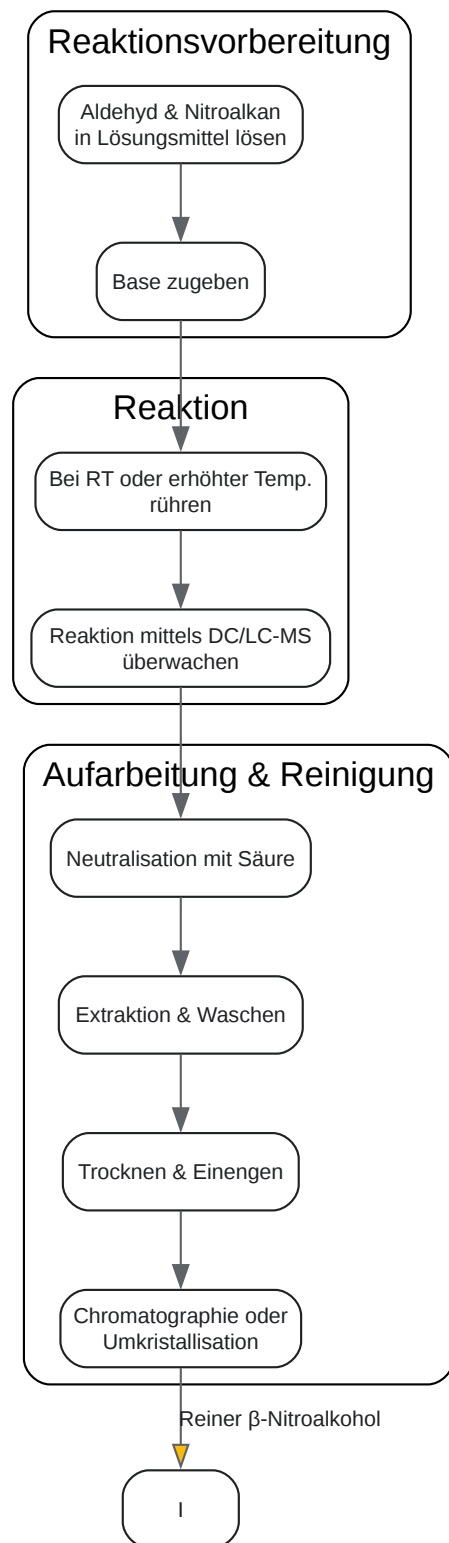 Reaktionsvorbereitung
Aldehyd & Nitroalkan
in Lösungsmittel lösen
Base zugeben
Reaktion
Bei RT oder erhöhter Temp.
rühren
Reaktion mittels DC/LC-MS
überwachen
Aufarbeitung & Reinigung
Neutralisation mit Säure
Extraktion & Waschen
Trocknen & Einengen
Chromatographie oder
Umkristallisation
Reiner β-Nitroalkohol
I